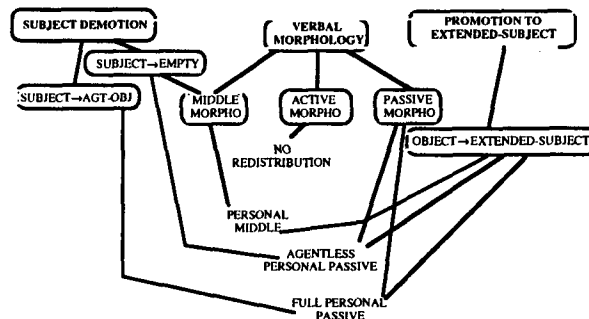 SUBJECT DEMOTION
SUBJECT→EMPTY
SUBJECT→AGT-OBJ
VERBAL
MORPHOLOGY
PROMOTION TO
EXTENDED-SUBJECT
MIDDLE
MORPHO
ACTIVE
MORPHO
PASSIVE
MORPHO
OBJECT→EXTENDED-SUBJECT
NO
REDISTRIBUTION
PERSONAL
MIDDLE
AGENTLESS
PERSONAL PASSIVE
FULL PERSONAL
PASSIVE